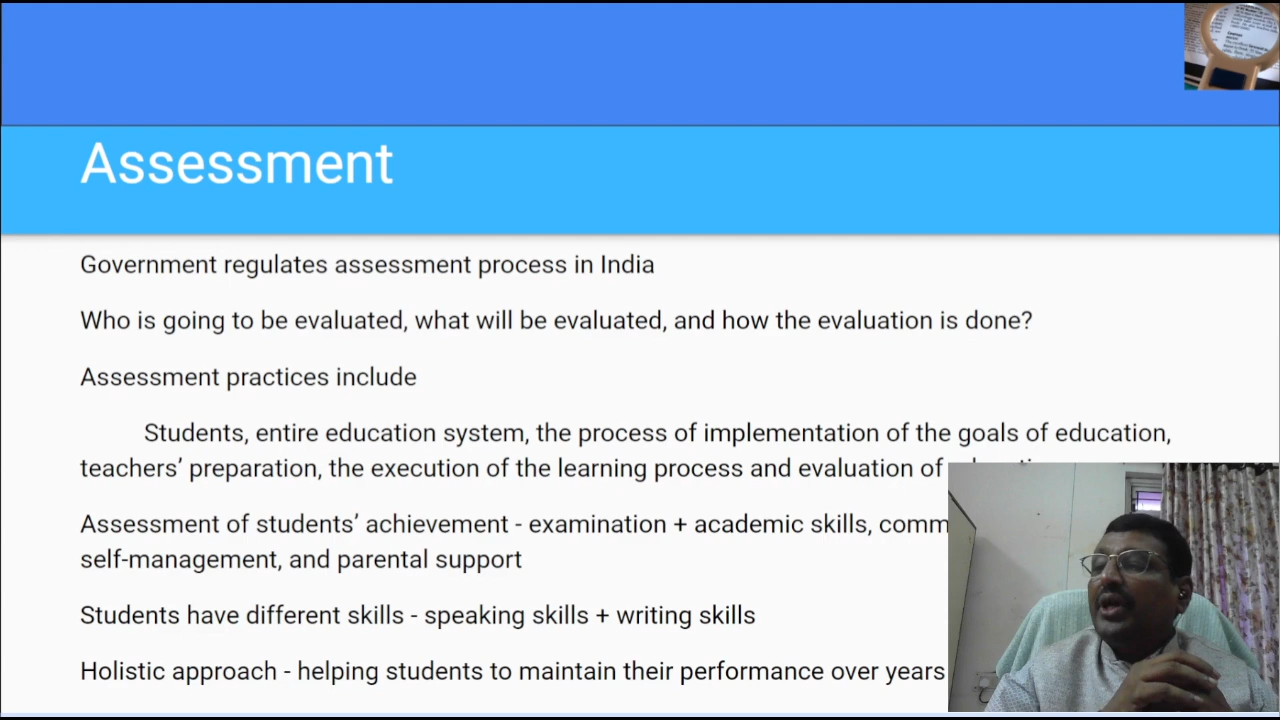 Assessment
Government regulates assessment process in India
Who is going to be evaluated, what will be evaluated, and how the evaluation is done?
Assessment practices include
Students, entire education system, the process of implementation of the goals of education,
teachers’ preparation, the execution of the learning process and evaluation of
Assessment of students’ achievement - examination + academic skills,
self-management, and parental support
Students have different skills - speaking skills + writing skills
Holistic approach - helping students to maintain their performance over years